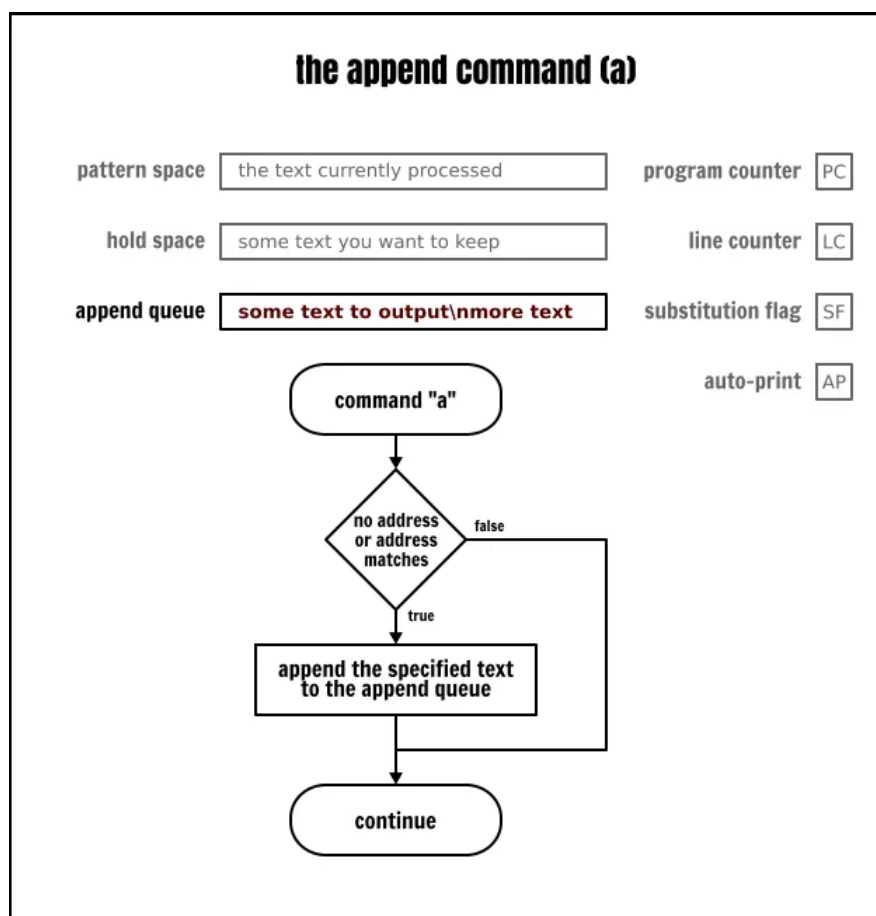 the append command (a)
pattern space the text currently processed program counter PC
hold space some text you want to keep line counter LC
append queue some text to output\nmore text substitution flag SF
auto-print AP
command "a"
no address
or address
matches
false
true
append the specified text
to the append queue
continue